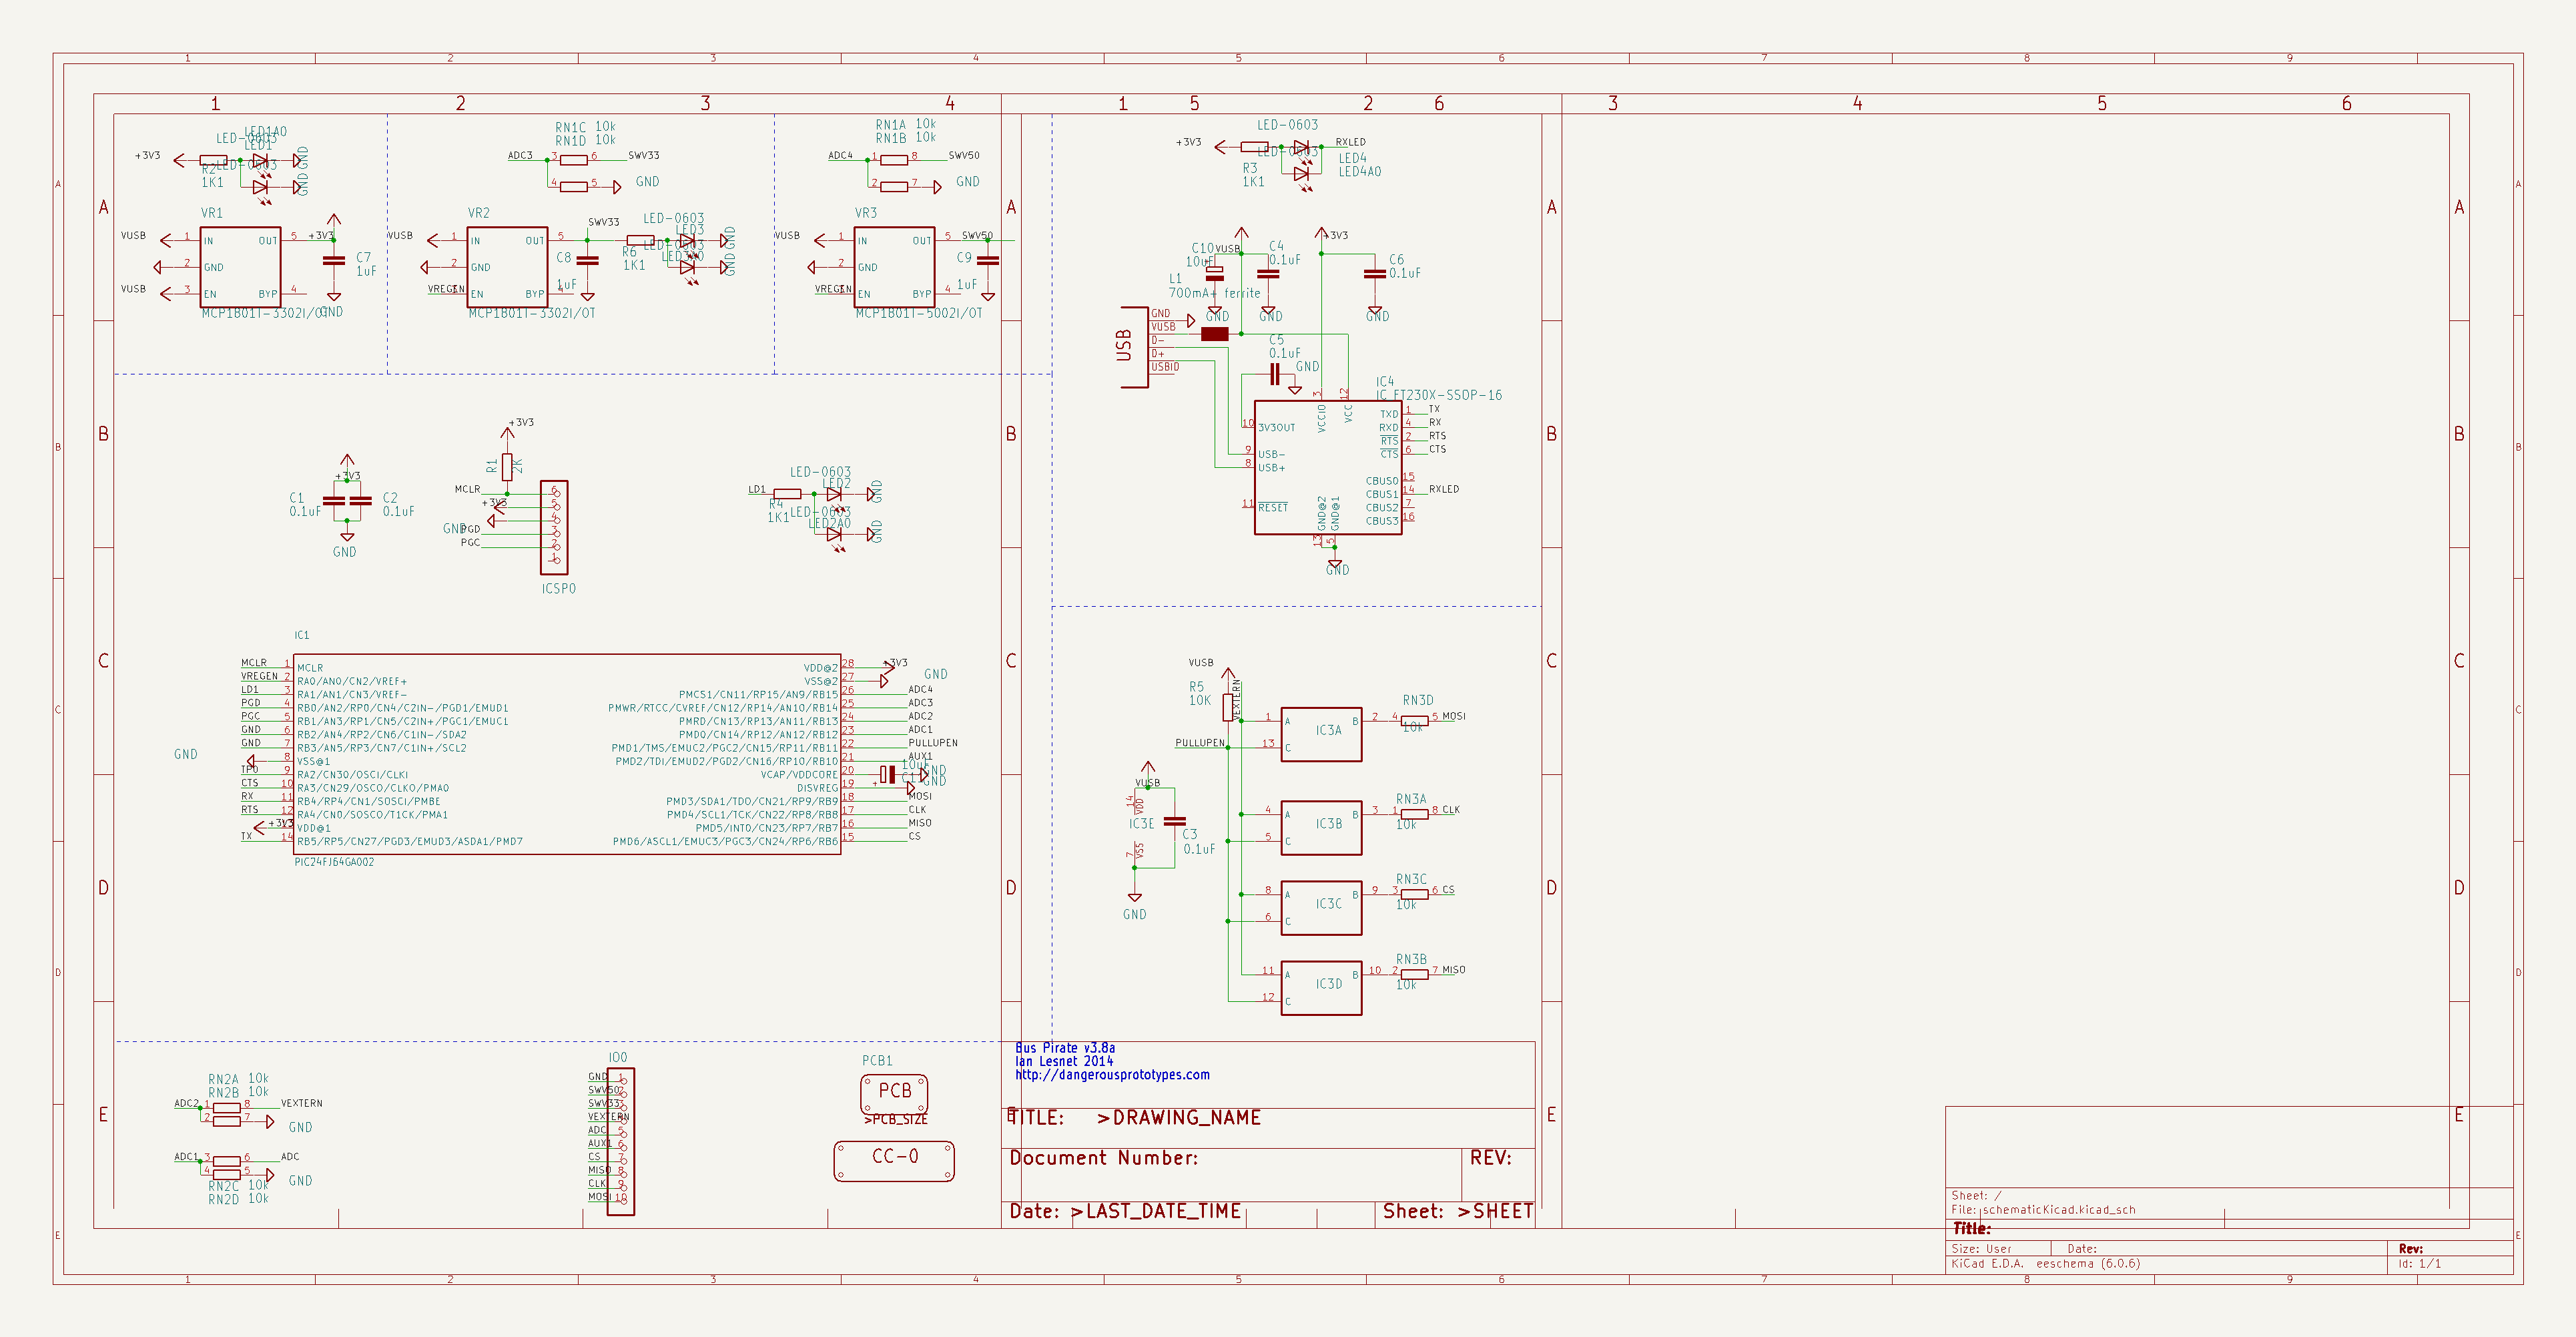 1 2 3 4 5 6 7 8 9
1 2 3 4 1 5 2 6 3 4 5 6
A
B
C
D
E
LED1A0
LED-0603
LED1
LED-0603
+3V3
R2
1K1
GND
GND
RN1C 10k
RN1D 10k
ADC3 3 6 SWV33
4 5 GND
RN1A 10k
RN1B 10k
ADC4 1 8 SWV50
2 7 GND
LED-0603
+3V3
RXLED
LED-0603
R3
1K1
LED4
LED4A0
VR1
VUSB 1 IN OUT 5 +3V3
2 GND
VUSB 3 EN BYP 4
MCP1801T-3302I/OT
C7
1uF
GND
VR2
VUSB 1 IN OUT 5
2 GND
VREGEN 3 EN BYP 4
MCP1801T-3302I/OT
SWV33
C8
1uF
R6
1K1
LED-0603
LED3
LED-0603
LED3A0
GND
GND
VR3
VUSB 1 IN OUT 5 SWV50
2 GND
VREGEN 3 EN BYP 4
MCP1801T-5002I/OT
C9
1uF
C10
10uF
VUSB
C4
0.1uF
+3V3
C6
0.1uF
L1
700mA+ ferrite
GND
GND
GND
USB
GND
VUSB
D-
D+
USBID
C5
0.1uF
GND
IC4
IC_FT230X-SSOP-16
3 VCCIO
12 VCC
10 3V3OUT
9 USB-
8 USB+
11 RESET
TXD 1 TX
RXD 4 RX
RTS 2 RTS
CTS 6 CTS
CBUS0 15
CBUS1 14 RXLED
CBUS2 7
CBUS3 16
GND@2 13
GND@1 5
GND
+3V3
C1
0.1uF
C2
0.1uF
GND
+3V3
R1
2K
MCLR 6
+3V3 5
GND 4
PGD 3
PGC 2
1
ICSP0
LD1
R4
1K1
LED-0603
LED2
LED-0603
LED2A0
GND
GND
IC1
MCLR 1 MCLR
VREGEN 2 RA0/AN0/CN2/VREF+
LD1 3 RA1/AN1/CN3/VREF-
PGD 4 RB0/AN2/RP0/CN4/C2IN-/PGD1/EMUD1
PGC 5 RB1/AN3/RP1/CN5/C2IN+/PGC1/EMUC1
GND 6 RB2/AN4/RP2/CN6/C1IN-/SDA2
GND 7 RB3/AN5/RP3/CN7/C1IN+/SCL2
GND 8 VSS@1
TP0 9 RA2/CN30/OSCI/CLKI
CTS 10 RA3/CN29/OSCO/CLKO/PMA0
RX 11 RB4/RP4/CN1/SOSCI/PMBE
RTS 12 RA4/CN0/SOSCO/T1CK/PMA1
+3V3 13 VDD@1
TX 14 RB5/RP5/CN27/PGD3/EMUD3/ASDA1/PMD7
PIC24FJ64GA002
VDD@2 28 +3V3
VSS@2 27 GND
PMCS1/CN11/RP15/AN9/RB15 26 ADC4
PMWR/RTCC/CVREF/CN12/RP14/AN10/RB14 25 ADC3
PMRD/CN13/RP13/AN11/RB13 24 ADC2
PMD0/CN14/RP12/AN12/RB12 23 ADC1
PMD1/TMS/EMUC2/PGC2/CN15/RP11/RB11 22 PULLUPEN
PMD2/TDI/EMUD2/PGD2/CN16/RP10/RB10 21 AUX1
VCAP/VDDCORE 20 10uF GND
DISVREG 19 GND
PMD3/SDA1/TDO/CN21/RP9/RB9 18 MOSI
PMD4/SCL1/TCK/CN22/RP8/RB8 17 CLK
PMD5/INT0/CN23/RP7/RB7 16 MISO
PMD6/ASCL1/EMUC3/PGC3/CN24/RP6/RB6 15 CS
VUSB
R5
10K
VEXTERN
PULLUPEN
1 A IC3A B 2 4 RN3D 10k 5 MOSI
13 C
VUSB
14 VDD
IC3E
7 VSS
C3
0.1uF
GND
4 A IC3B B 3 1 RN3A 10k 8 CLK
5 C
8 A IC3C B 9 3 RN3C 10k 6 CS
6 C
11 A IC3D B 10 2 RN3B 10k 7 MISO
12 C
RN2A 10k
RN2B 10k
ADC2 1 8 VEXTERN
2 7 GND
ADC1 3 6 ADC
4 5 GND
RN2C 10k
RN2D 10k
IO0
GND 1
SWV50 2
SWV33 3
VEXTERN 4
ADC 5
AUX1 6
CS 7
MISO 8
CLK 9
MOSI 10
PCB1
PCB
>PCB_SIZE
CC-0
Bus Pirate v3.8a
Ian Lesnet 2014
http://dangerousprototypes.com
TITLE: >DRAWING_NAME
Document Number:
REV:
Date: >LAST_DATE_TIME
Sheet: >SHEET
Sheet: /
File: schematicKicad.kicad_sch
Title:
Size: User Date: Rev:
KiCad E.D.A. eeschema (6.0.6) Id: 1/1
1 2 3 4 5 6 7 8 9